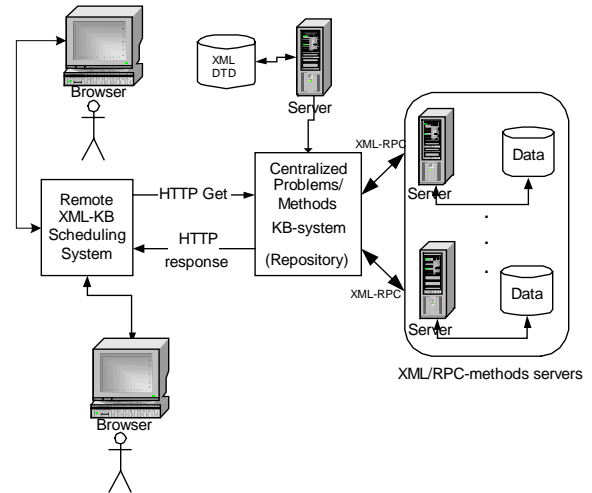 Browser
XML
DTD
Server
Remote
XML-KB
Scheduling
System
HTTP Get
HTTP
response
Centralized
Problems/
Methods
KB-system
(Repository)
XML-RPC
XML-RPC
Server
Data
.
.
.
Server
Data
XML/RPC-methods servers
Browser